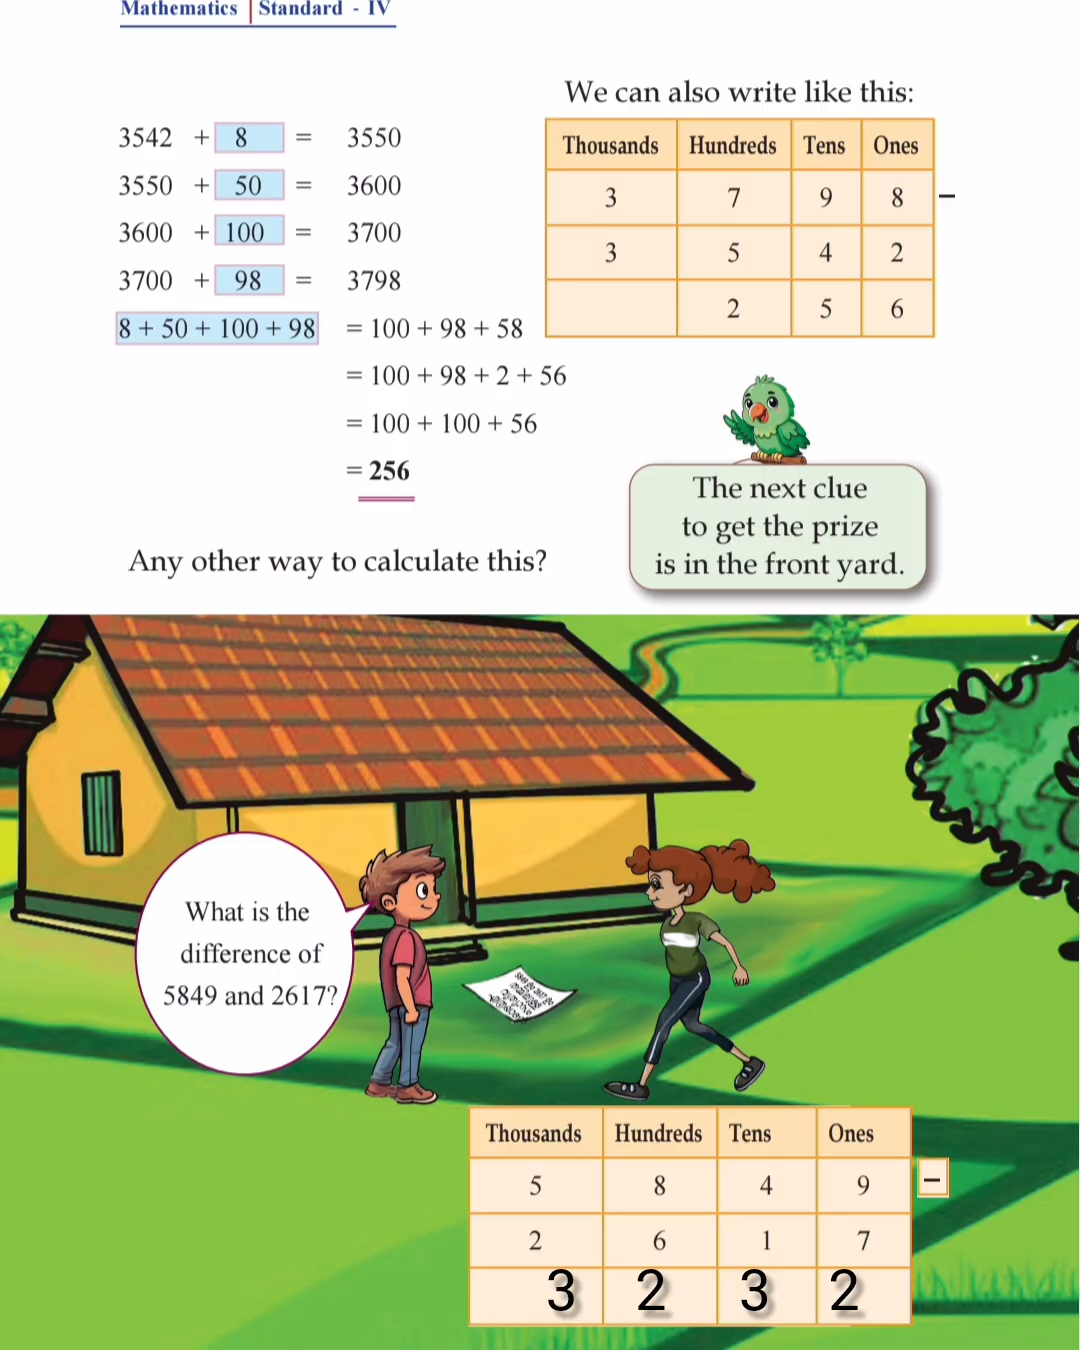 Mathematics | Standard - IV
3542 + 8 = 3550
3550 + 50 = 3600
3600 + 100 = 3700
3700 + 98 = 3798
8 + 50 + 100 + 98 = 100 + 98 + 58
= 100 + 98 + 2 + 56
= 100 + 100 + 56
= 256
Any other way to calculate this?
We can also write like this:
Thousands Hundreds Tens Ones
3 7 9 8 −
3 5 4 2
2 5 6
The next clue
to get the prize
is in the front yard.
What is the
difference of
5849 and 2617?
Thousands Hundreds Tens Ones
5 8 4 9 −
2 6 1 7
3 2 3 2